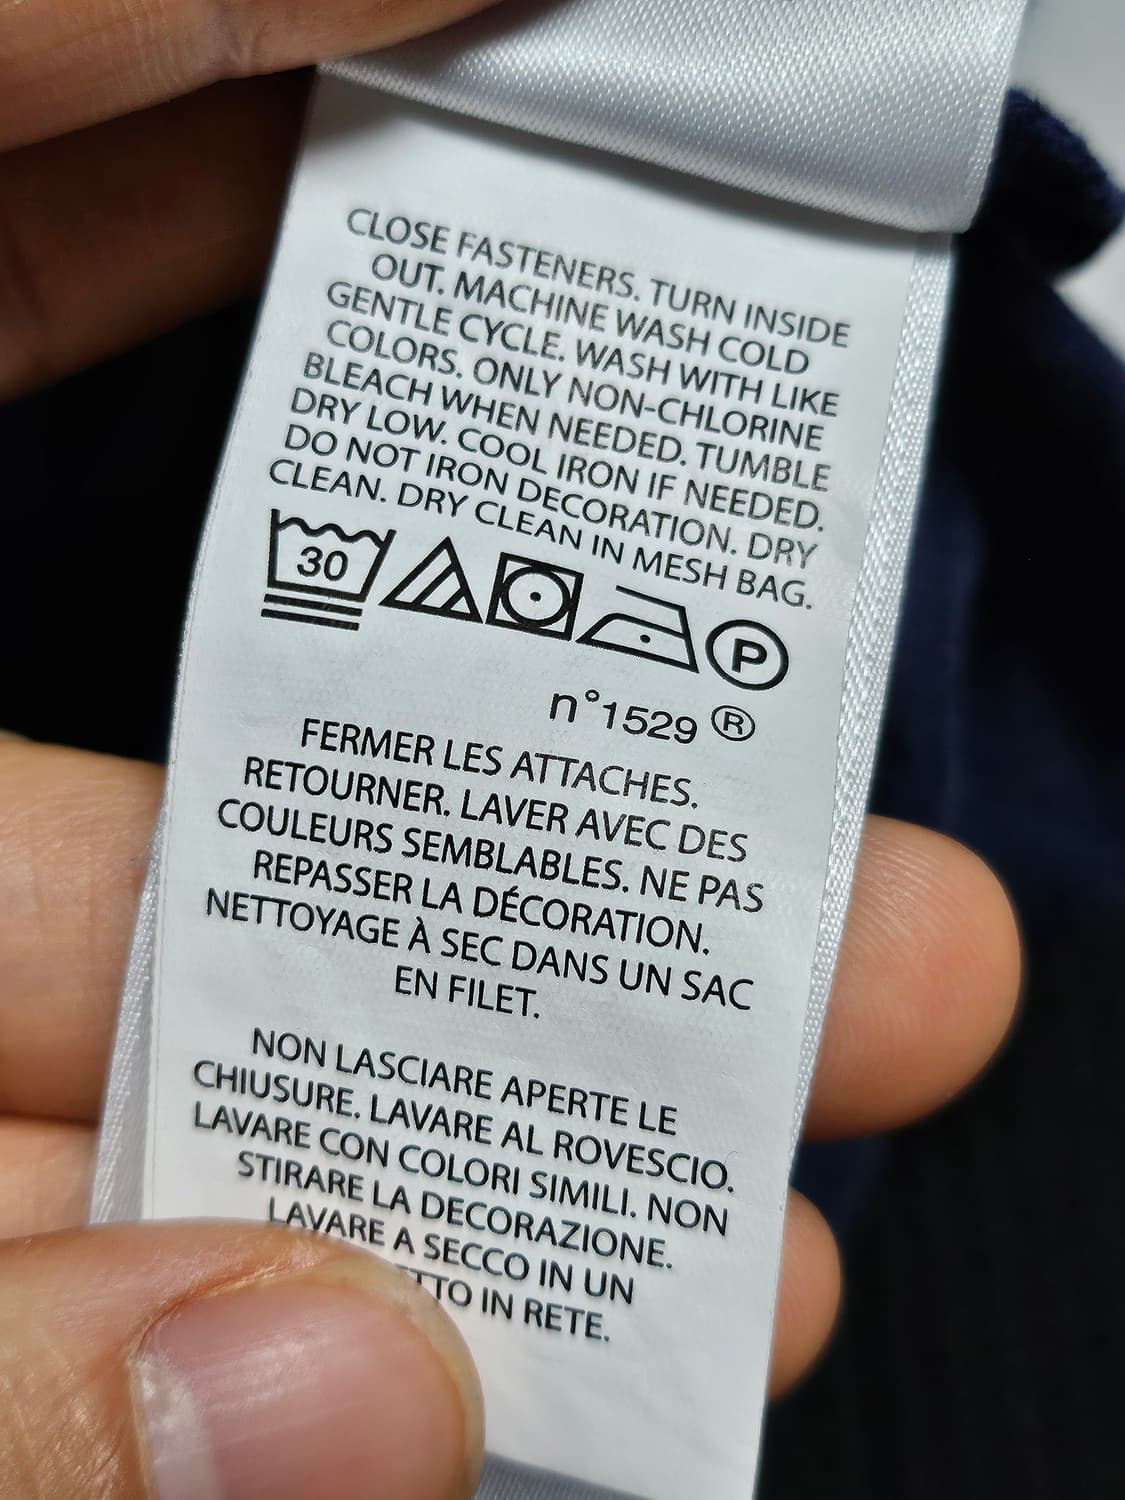 CLOSE FASTENERS. TURN INSIDE
OUT. MACHINE WASH COLD
GENTLE CYCLE. WASH WITH LIKE
COLORS. ONLY NON-CHLORINE
BLEACH WHEN NEEDED. TUMBLE
DRY LOW. COOL IRON IF NEEDED.
DO NOT IRON DECORATION. DRY
CLEAN. DRY CLEAN IN MESH BAG.
30 P
n°1529 ®
FERMER LES ATTACHES.
RETOURNER. LAVER AVEC DES
COULEURS SEMBLABLES. NE PAS
REPASSER LA DÉCORATION.
NETTOYAGE À SEC DANS UN SAC
EN FILET.
NON LASCIARE APERTE LE
CHIUSURE. LAVARE AL ROVESCIO.
LAVARE CON COLORI SIMILI. NON
STIRARE LA DECORAZIONE.
LAVARE A SECCO IN UN
IN RETE.